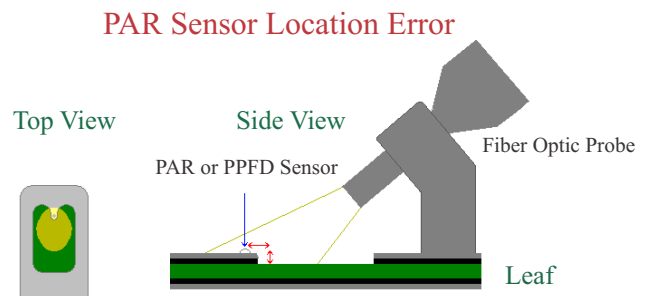 PAR Sensor Location Error
Top View
Side View
Fiber Optic Probe
PAR or PPFD Sensor
Leaf